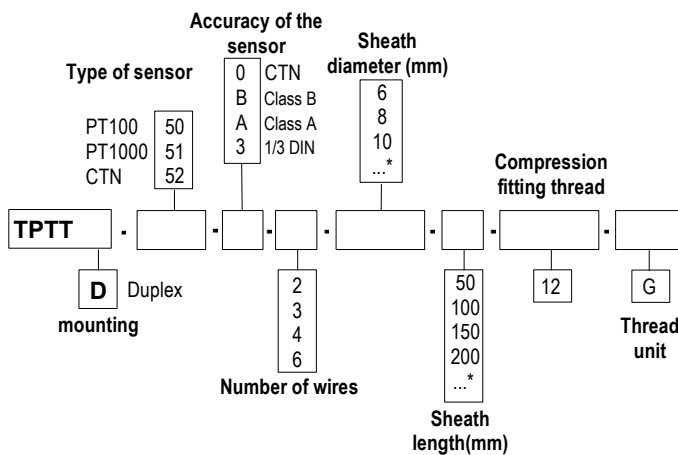 Accuracy of the
sensor
Sheath
diameter (mm)
Type of sensor
0 CTN
B Class B
A Class A
3 1/3 DIN
6
8
10
...*
PT100 50
PT1000 51
CTN 52
Compression
fitting thread
TPTT - - - - - - -
D Duplex
mounting
2
3
4
6
Number of wires
50
100
150
200
...*
Sheath
length(mm)
12
G
Thread
unit